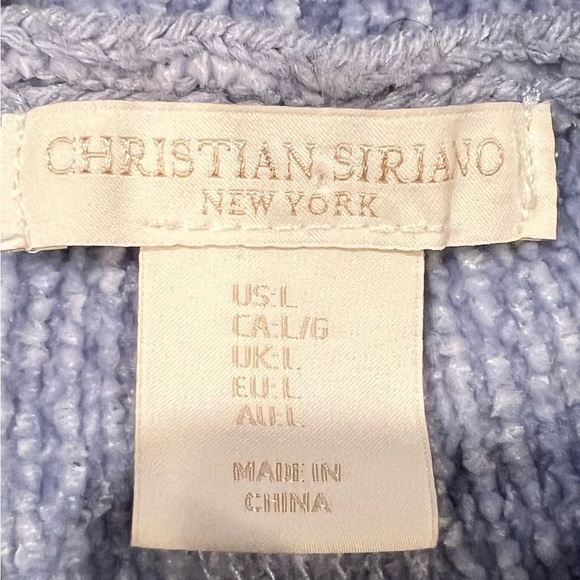 CHRISTIAN SIRIANO
NEW YORK
US:L
CA:L/G
UK:L
EU:L
AU:L
MADE IN
CHINA